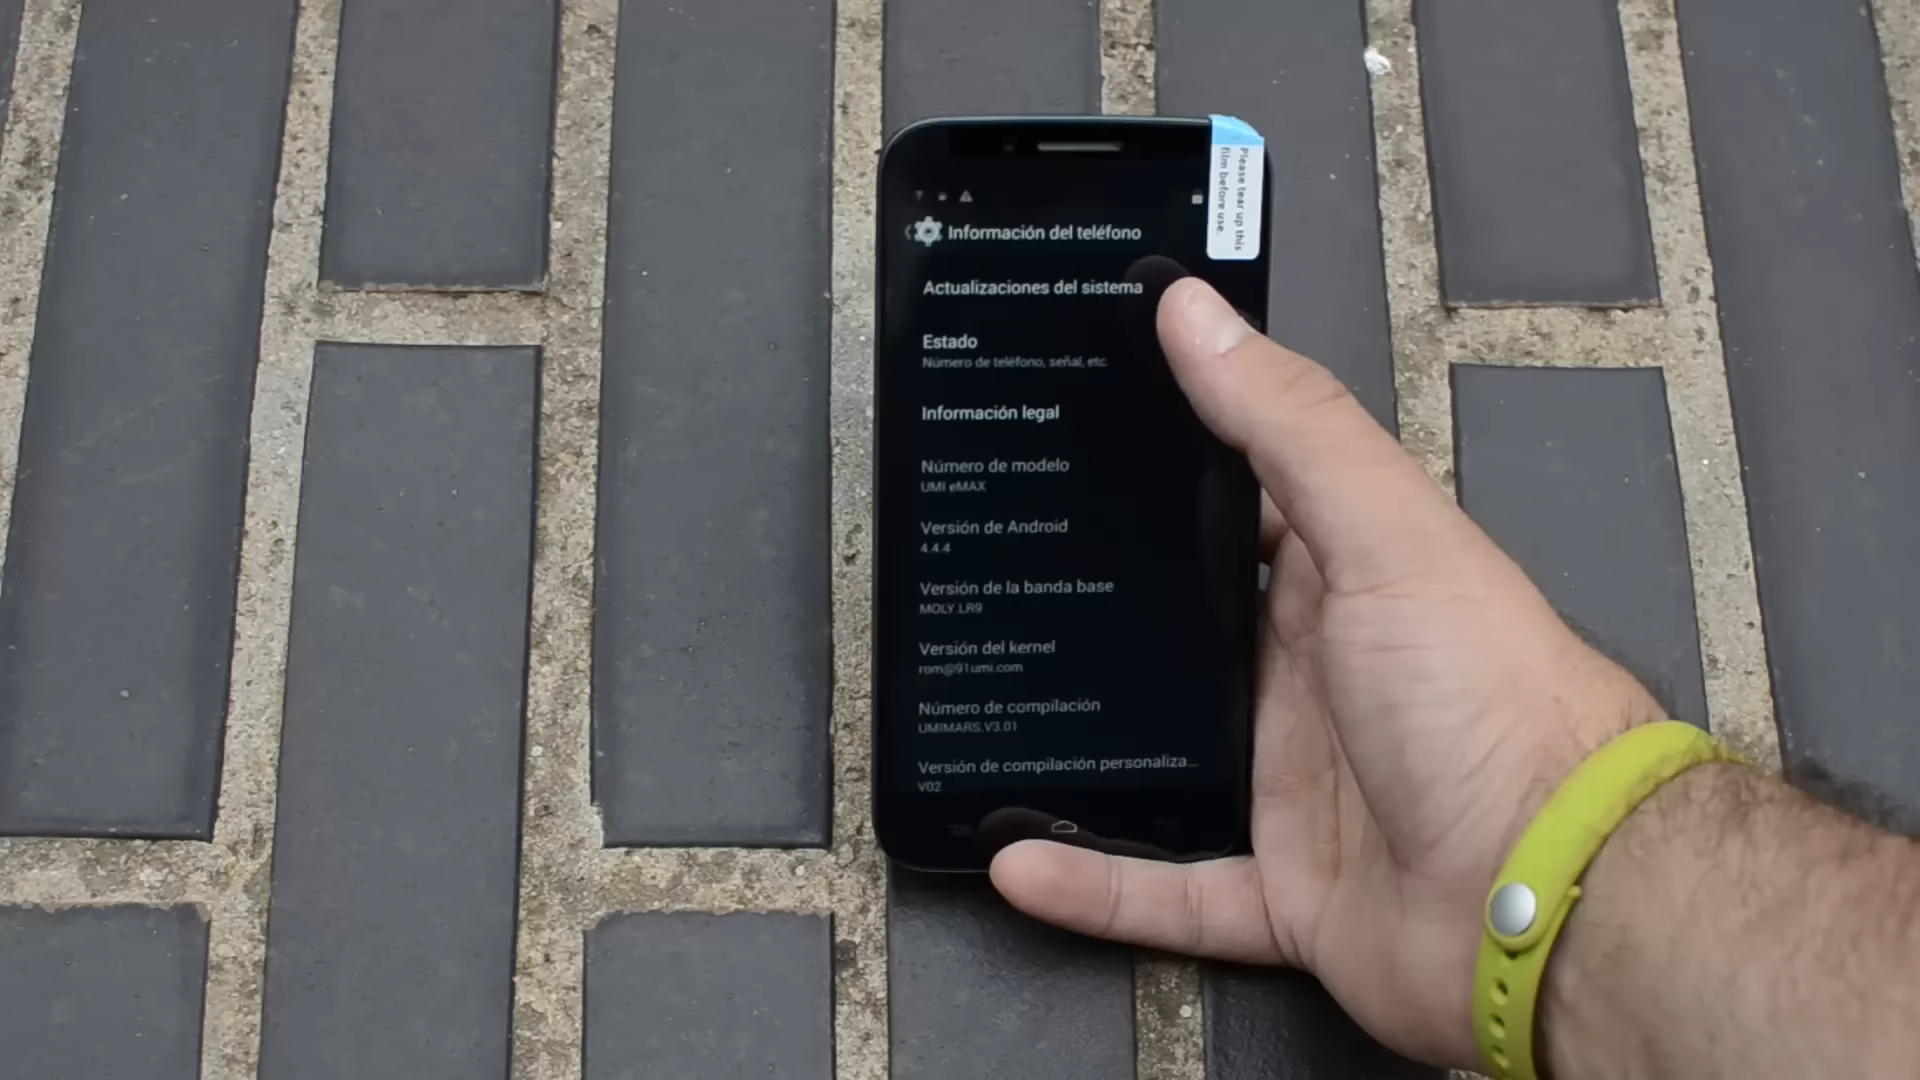 Please tear up this
film before use.
Información del teléfono
Actualizaciones del sistema
Estado
Número de teléfono, señal, etc.
Información legal
Número de modelo
UMI eMAX
Versión de Android
4.4.4
Versión de la banda base
MOLY.LR9
Versión del kernel
rom@91umi.com
Número de compilación
UMIMARS.V3.01
Versión de compilación personaliza...
V02